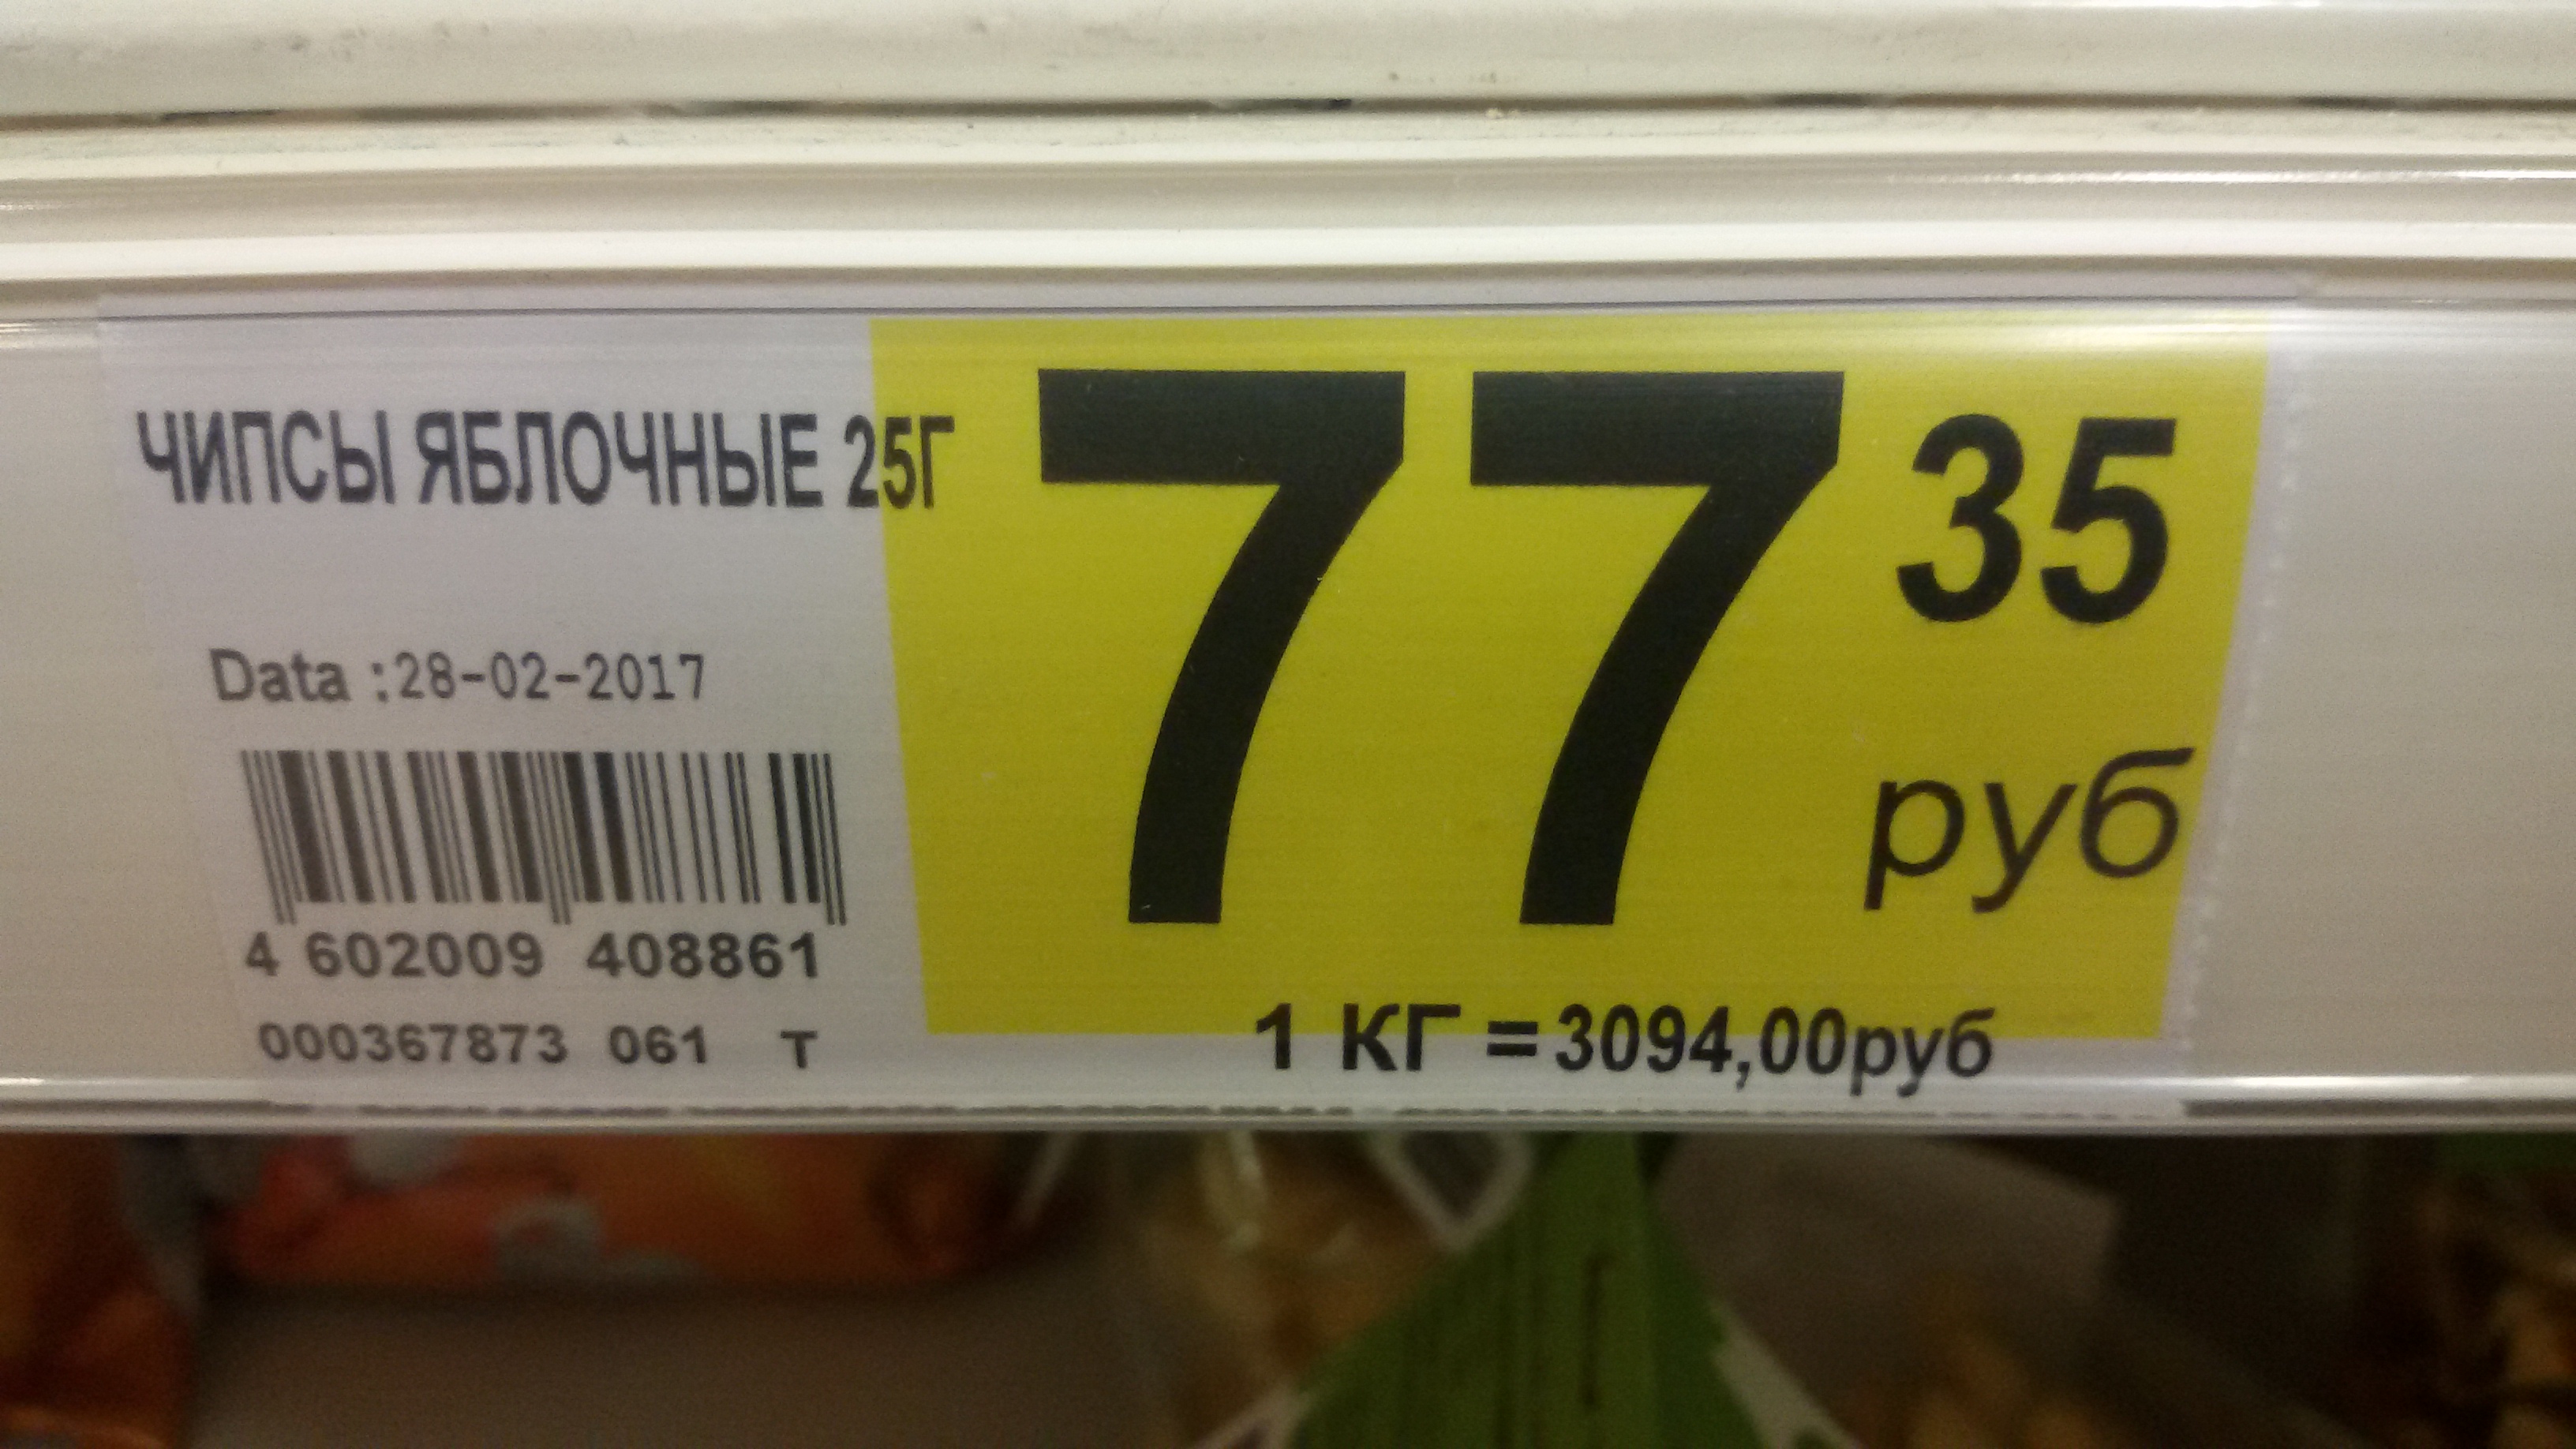 ЧИПСЫ ЯБЛОЧНЫЕ 25Г
77 35
руб
Data :28-02-2017
4 602009 408861
000367873 061 T
1 КГ =3094,00руб